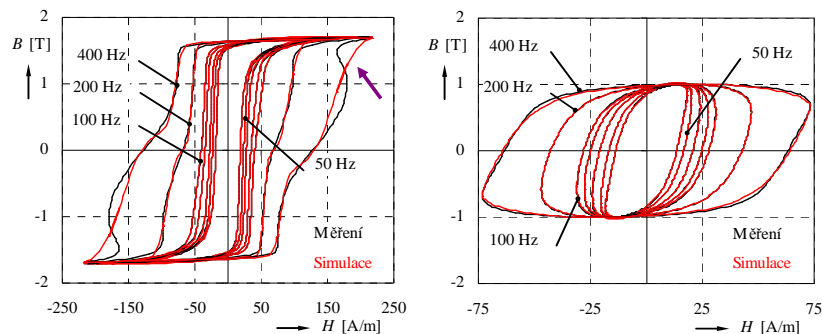 2
B [T]
400 Hz
200 Hz
100 Hz
50 Hz
1
0
-1
-2
Měření
Simulace
-250
-150
-50
50
150
250
H [A/m]
2
B [T]
400 Hz
200 Hz
50 Hz
1
0
-1
100 Hz
-2
Měření
Simulace
-75
-25
25
75
H [A/m]